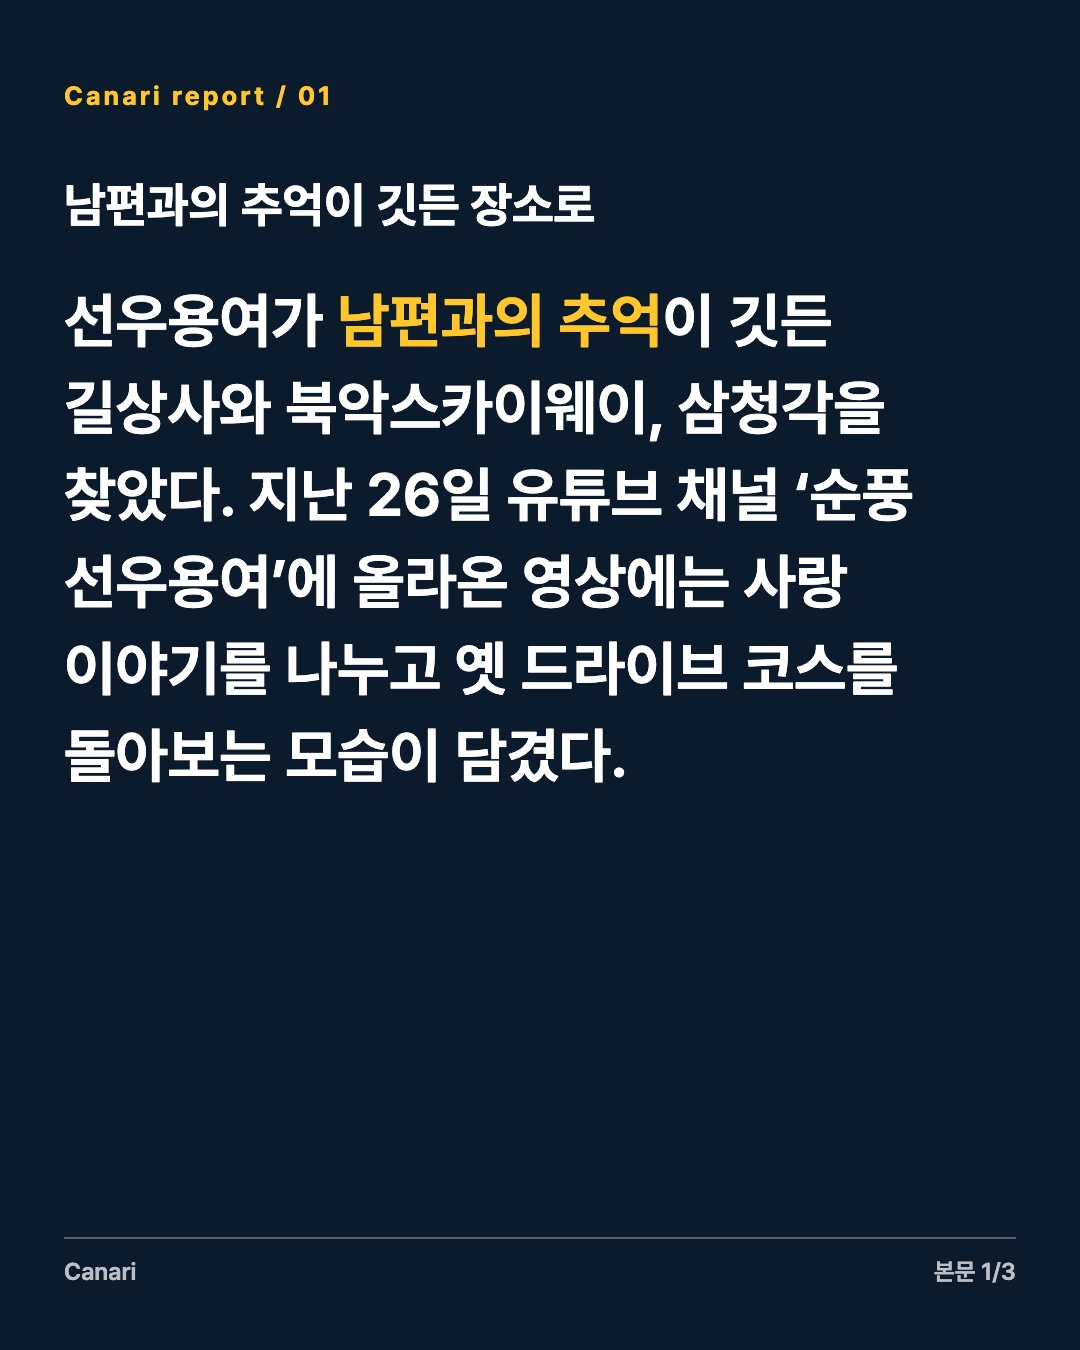 Canari report / 01
남편과의 추억이 깃든 장소로
선우용여가 남편과의 추억이 깃든
길상사와 북악스카이웨이, 삼청각을
찾았다. 지난 26일 유튜브 채널 ‘순풍
선우용여’에 올라온 영상에는 사랑
이야기를 나누고 옛 드라이브 코스를
돌아보는 모습이 담겼다.
Canari
본문 1/3